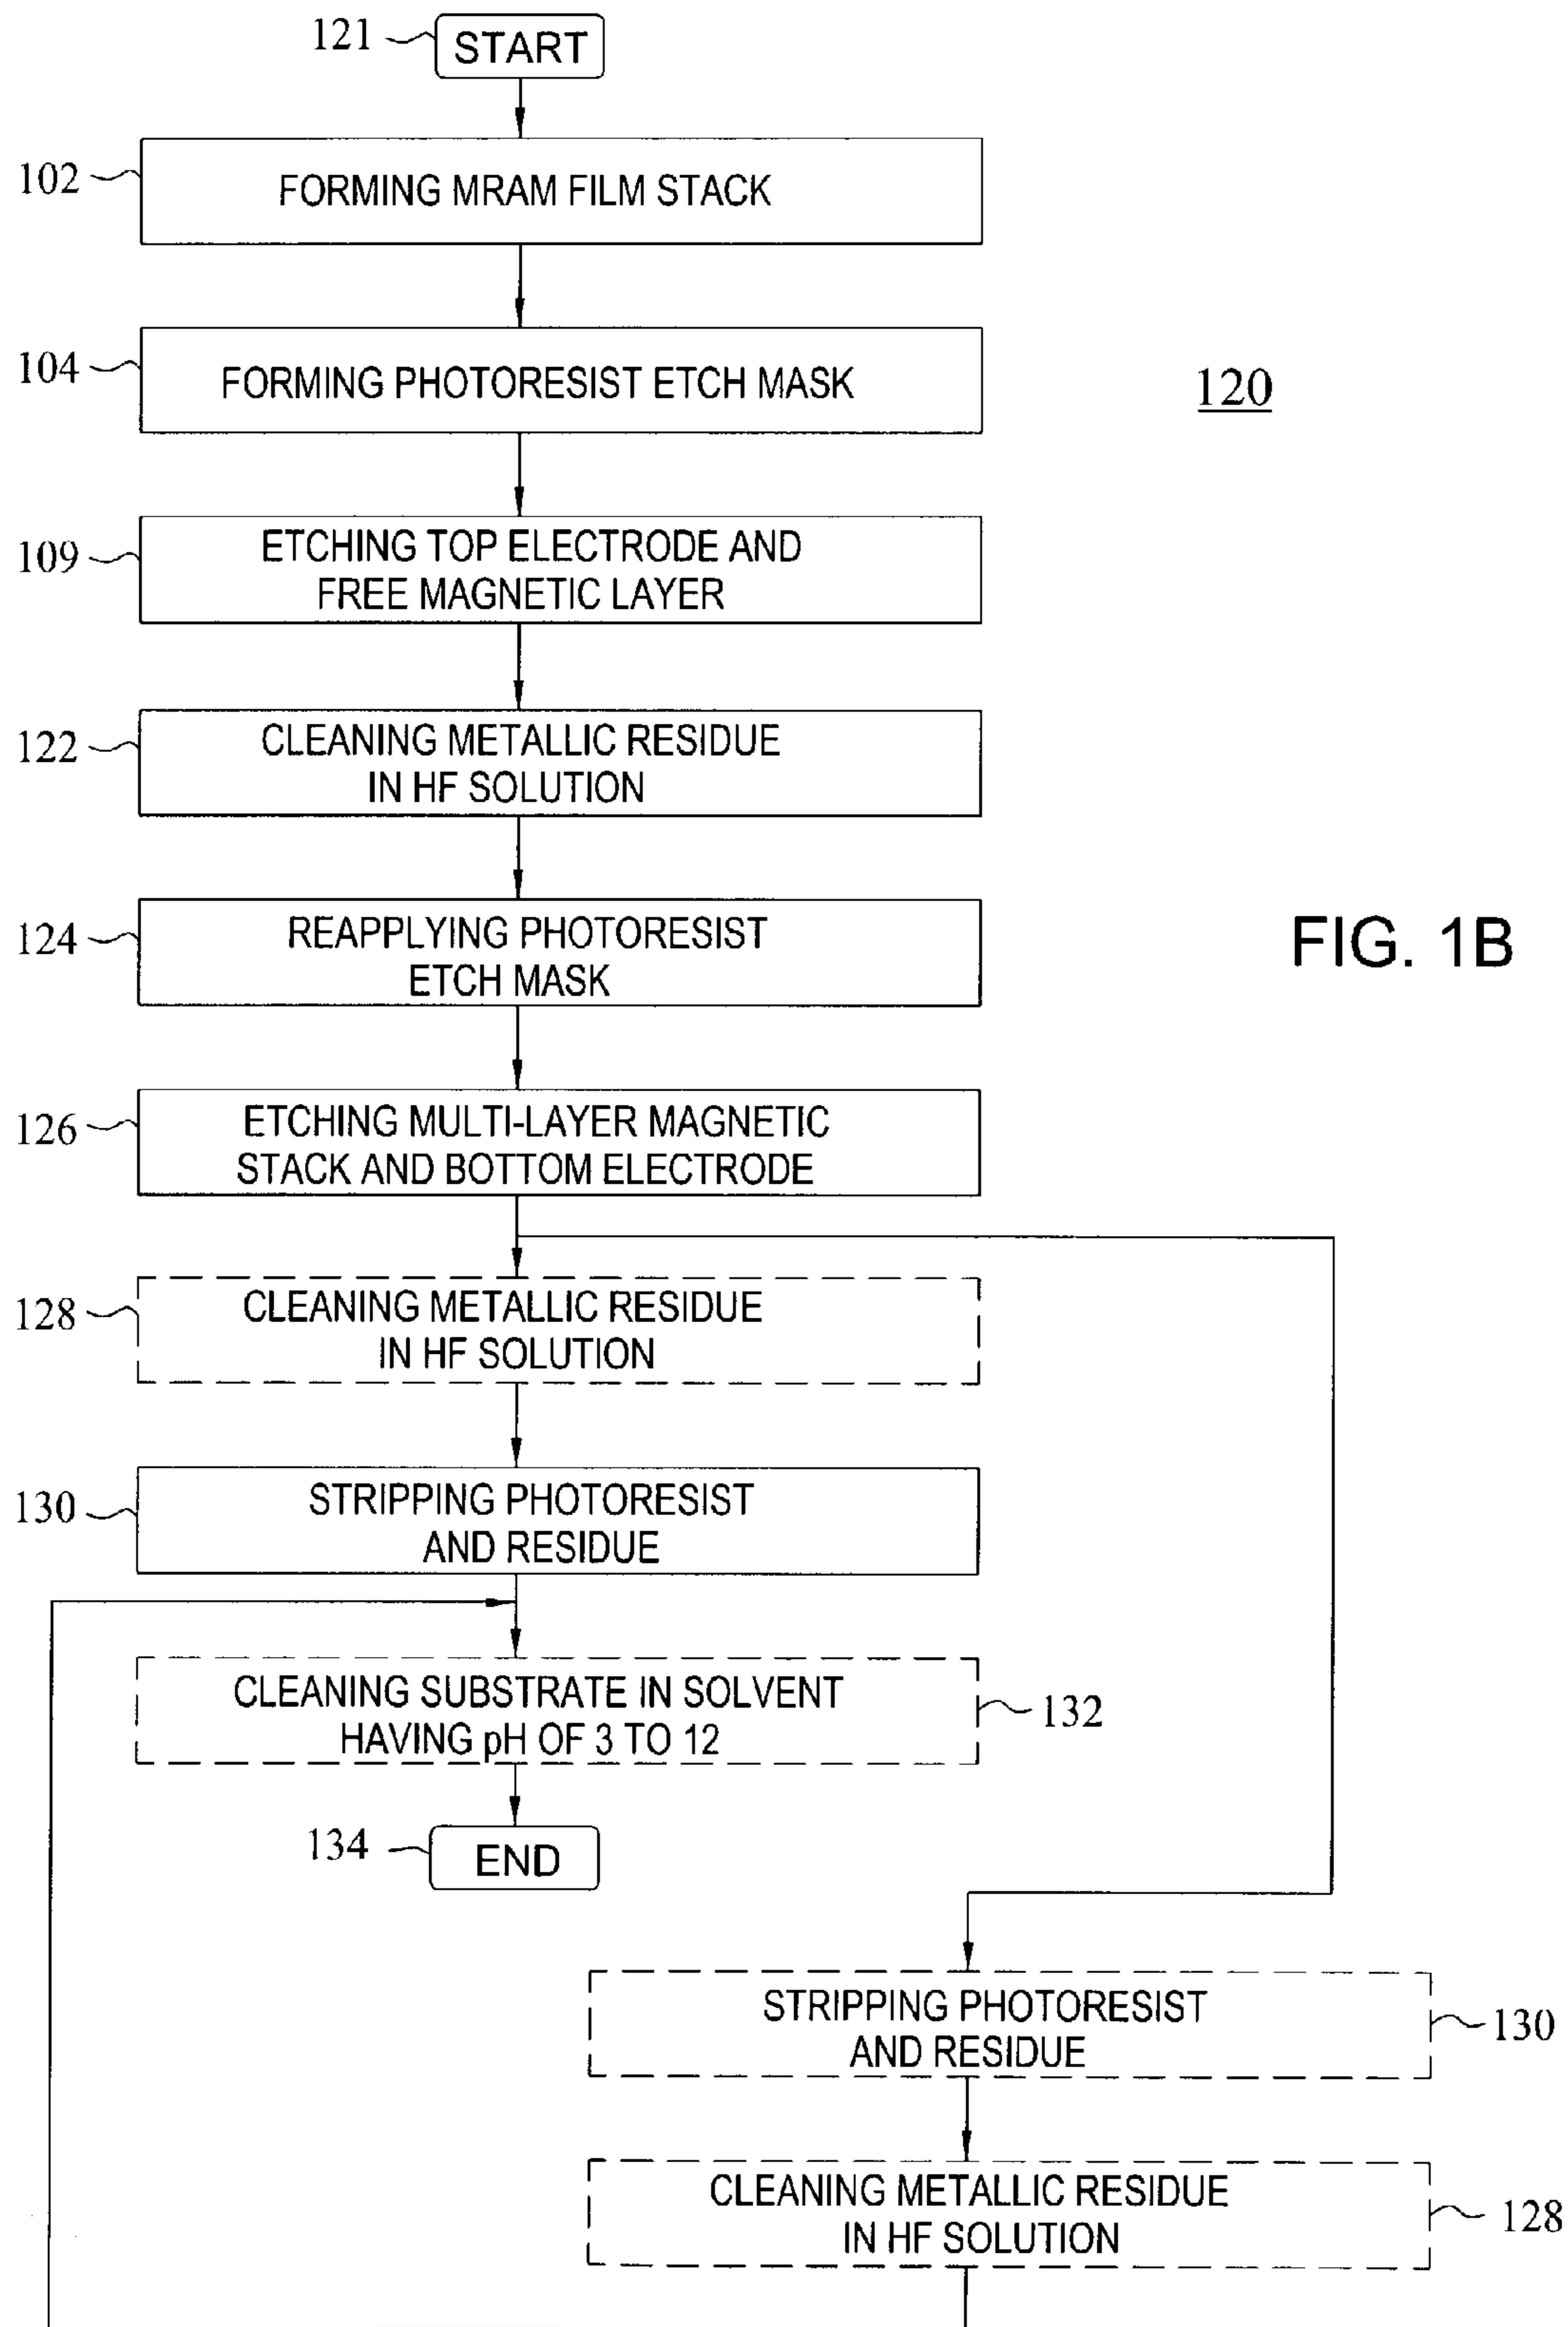 121 START
102 FORMING MRAM FILM STACK
104 FORMING PHOTORESIST ETCH MASK
120
109 ETCHING TOP ELECTRODE AND
FREE MAGNETIC LAYER
122 CLEANING METALLIC RESIDUE
IN HF SOLUTION
124 REAPPLYING PHOTORESIST
ETCH MASK
FIG. 1B
126 ETCHING MULTI-LAYER MAGNETIC
STACK AND BOTTOM ELECTRODE
128 CLEANING METALLIC RESIDUE
IN HF SOLUTION
130 STRIPPING PHOTORESIST
AND RESIDUE
CLEANING SUBSTRATE IN SOLVENT
HAVING pH OF 3 TO 12
132
134 END
STRIPPING PHOTORESIST
AND RESIDUE
130
CLEANING METALLIC RESIDUE
IN HF SOLUTION
128